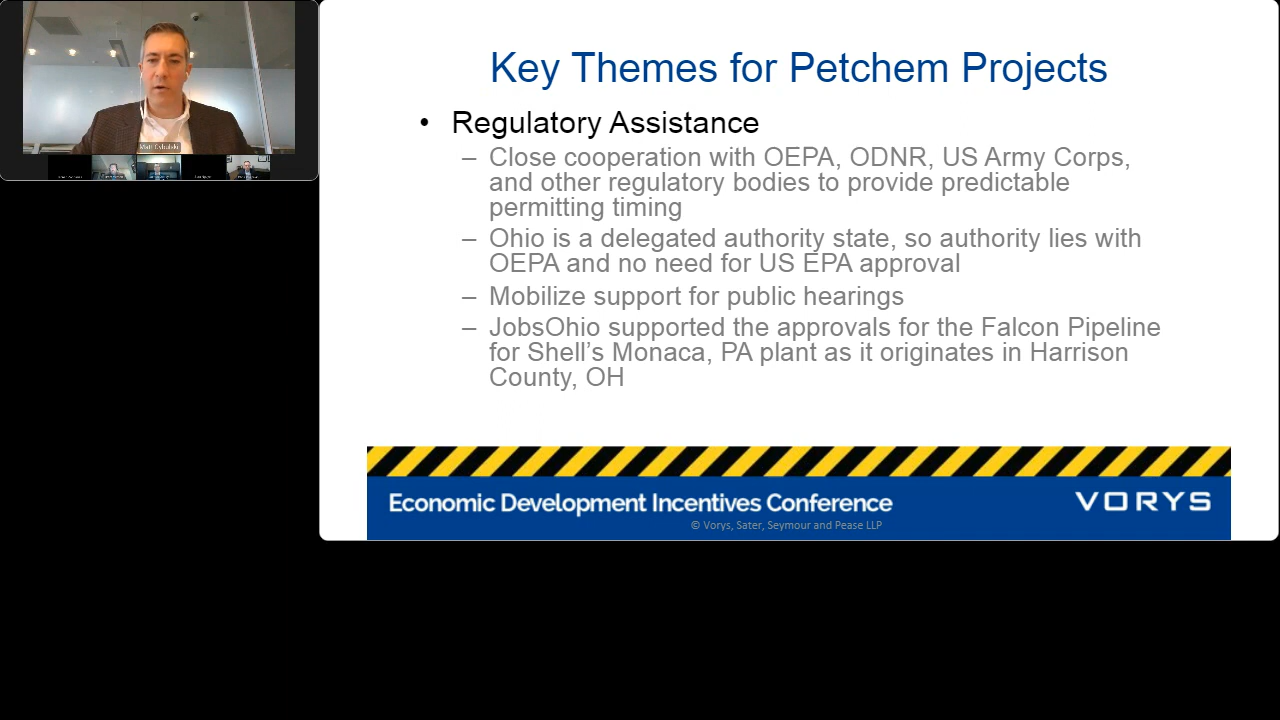 Matt Cybulski
Key Themes for Petchem Projects
• Regulatory Assistance
– Close cooperation with OEPA, ODNR, US Army Corps,
and other regulatory bodies to provide predictable
permitting timing
– Ohio is a delegated authority state, so authority lies with
OEPA and no need for US EPA approval
– Mobilize support for public hearings
– JobsOhio supported the approvals for the Falcon Pipeline
for Shell’s Monaca, PA plant as it originates in Harrison
County, OH
Economic Development Incentives Conference
VORYS
© Vorys, Sater, Seymour and Pease LLP